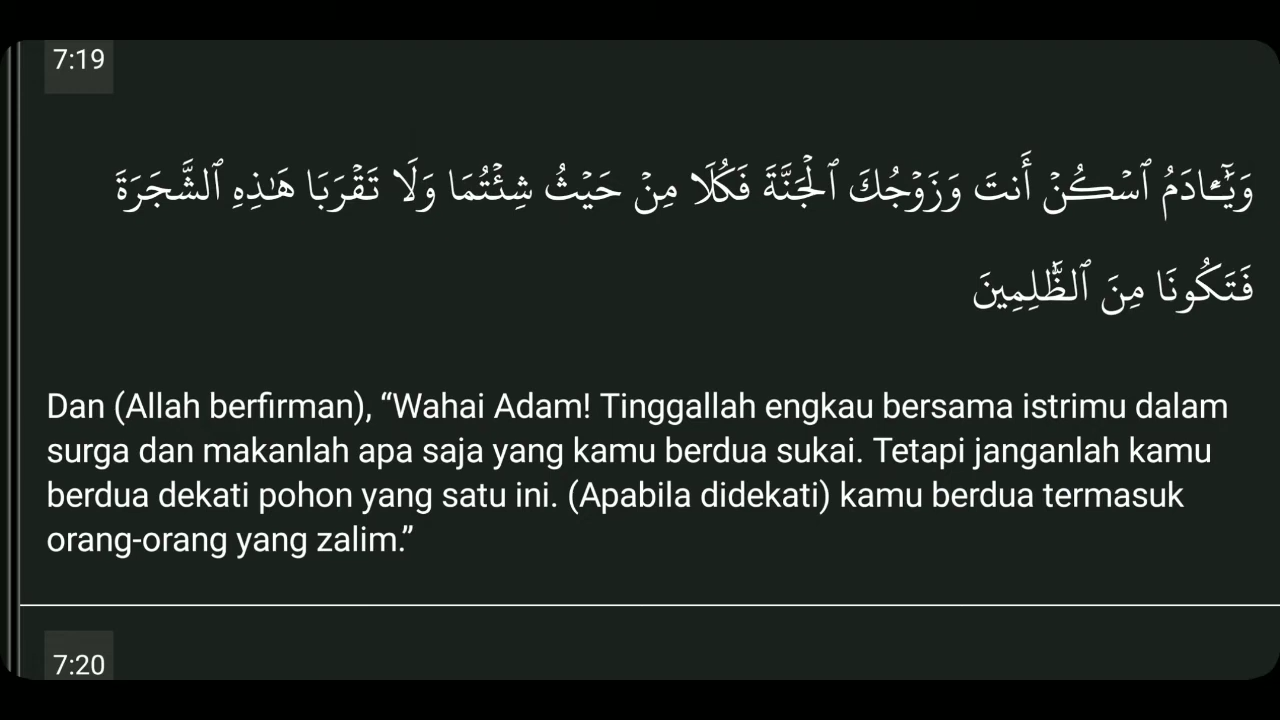 7:19
وَيَٰٓـَٔادَمُ ٱسۡكُنۡ أَنتَ وَزَوۡجُكَ ٱلۡجَنَّةَ فَكُلَا مِنۡ حَيۡثُ شِئۡتُمَا وَلَا تَقۡرَبَا هَٰذِهِ ٱلشَّجَرَةَ
فَتَكُونَا مِنَ ٱلظَّٰلِمِينَ
Dan (Allah berfirman), “Wahai Adam! Tinggallah engkau bersama istrimu dalam
surga dan makanlah apa saja yang kamu berdua sukai. Tetapi janganlah kamu
berdua dekati pohon yang satu ini. (Apabila didekati) kamu berdua termasuk
orang-orang yang zalim.”
7:20